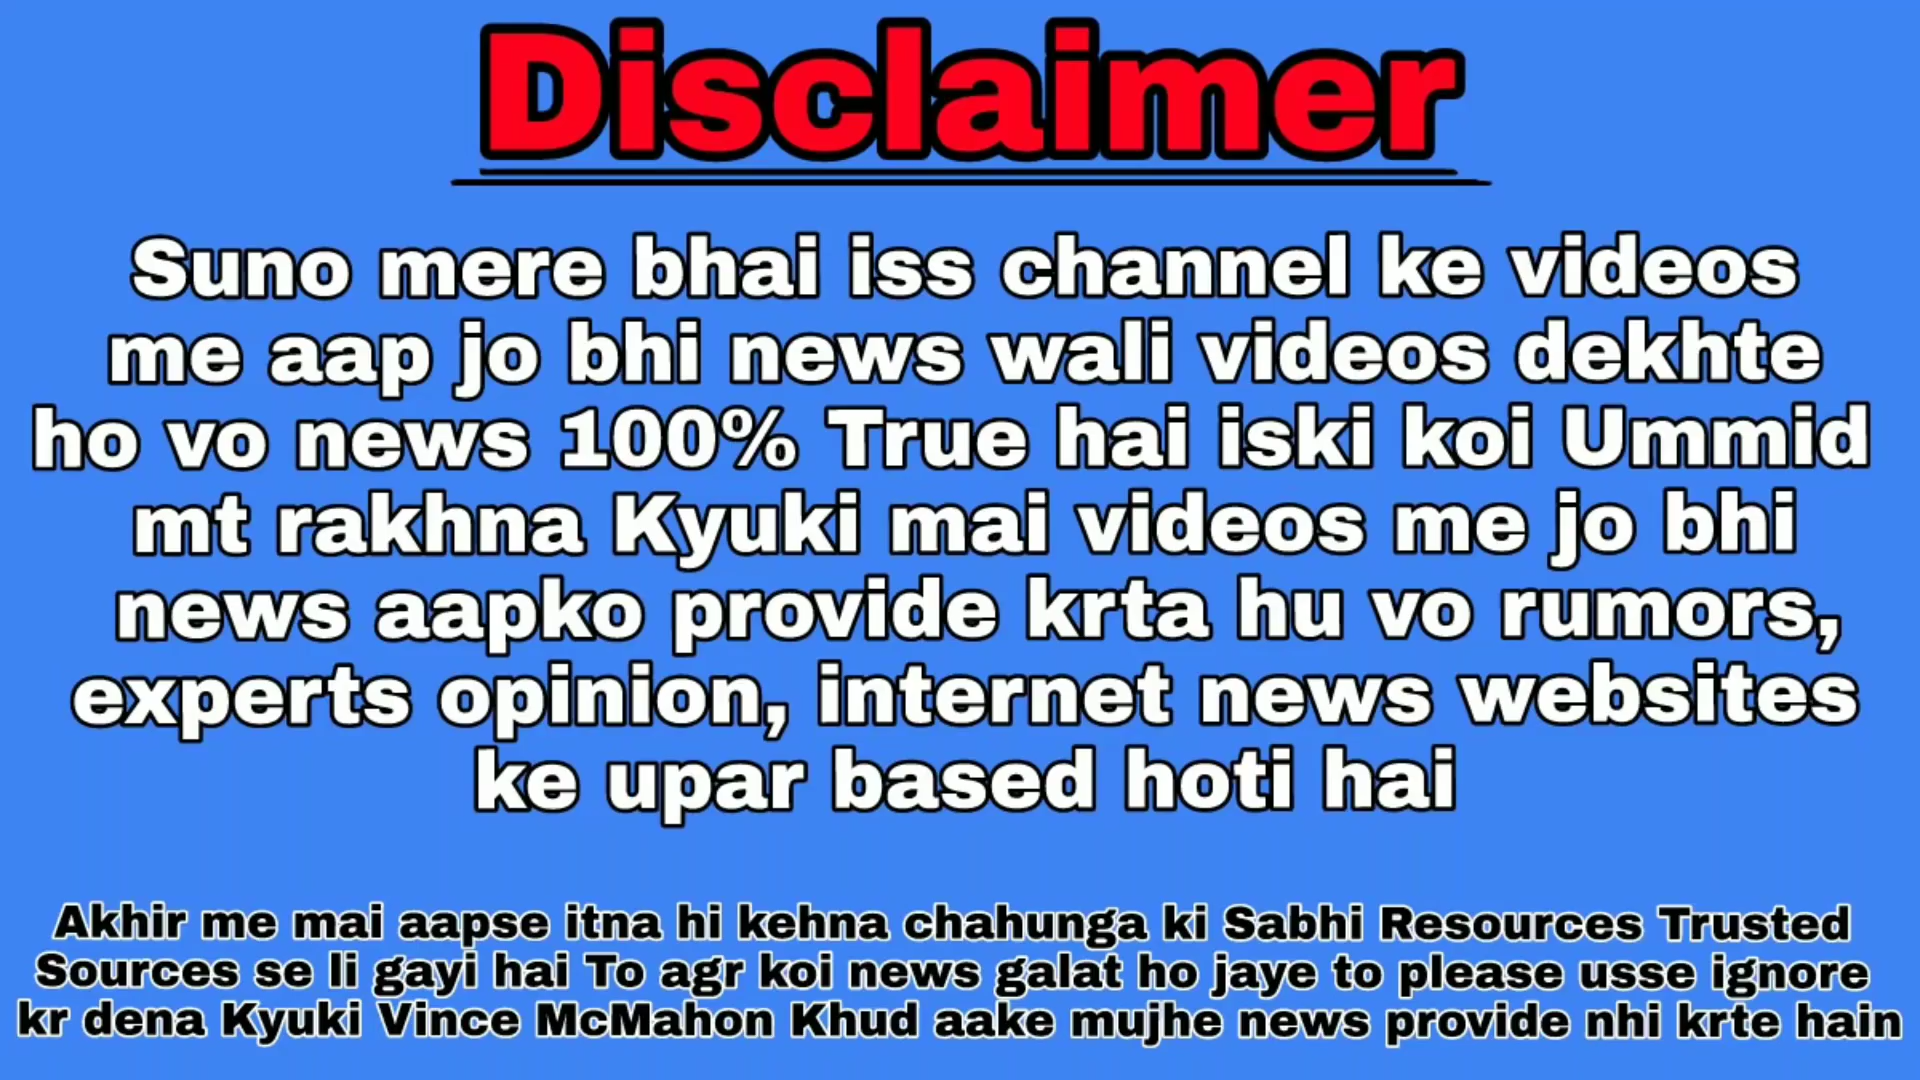 Disclaimer
Suno mere bhai iss channel ke videos
me aap jo bhi news wali videos dekhte
ho vo news 100% True hai iski koi Ummid
mt rakhna Kyuki mai videos me jo bhi
news aapko provide krta hu vo rumors,
experts opinion, internet news websites
ke upar based hoti hai
Akhir me mai aapse itna hi kehna chahunga ki Sabhi Resources Trusted
Sources se li gayi hai To agr koi news galat ho jaye to please usse ignore
kr dena Kyuki Vince McMahon Khud aake mujhe news provide nhi krte hain